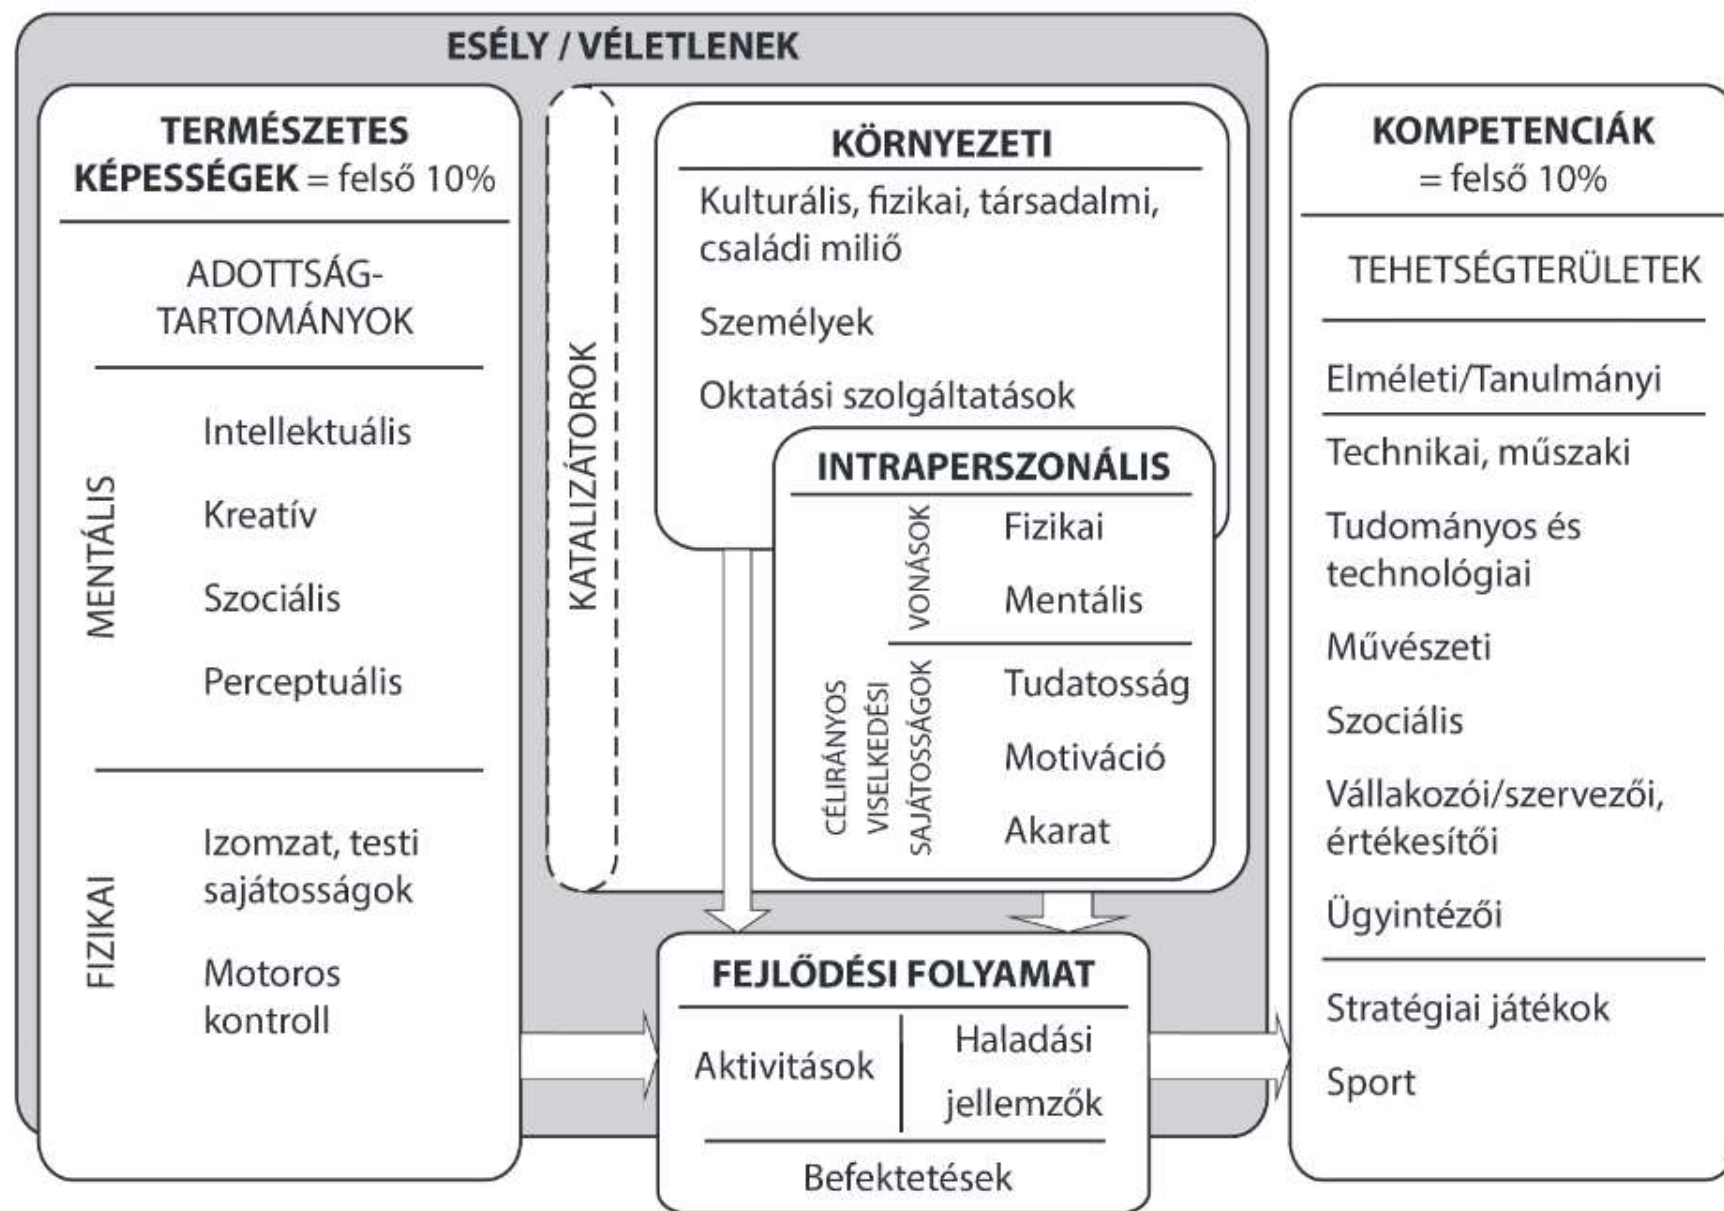 ESÉLY / VÉLETLENEK
TERMÉSZETES
KÉPESSÉGEK = felső 10%
ADOTTSÁG-
TARTOMÁNYOK
MENTÁLIS
Intellektuális
Kreatív
Szociális
Perceptuális
FIZIKAI
Izomzat, testi
sajátosságok
Motoros
kontroll
KATALIZÁTOROK
KÖRNYEZETI
Kulturális, fizikai, társadalmi,
családi miliő
Személyek
Oktatási szolgáltatások
INTRAPERSZONÁLIS
VONÁSOK
Fizikai
Mentális
CÉLIRÁNYOS
VISELKEDÉSI
SAJÁTOSSÁGOK
Tudatosság
Motiváció
Akarat
FEJLŐDÉSI FOLYAMAT
Aktivitások
Haladási
jellemzők
Befektetések
KOMPETENCIÁK
= felső 10%
TEHETSÉGTERÜLETEK
Elméleti/Tanulmányi
Technikai, műszaki
Tudományos és
technológiai
Művészeti
Szociális
Vállakozói/szervezői,
értékesítői
Ügyintézői
Stratégiai játékok
Sport